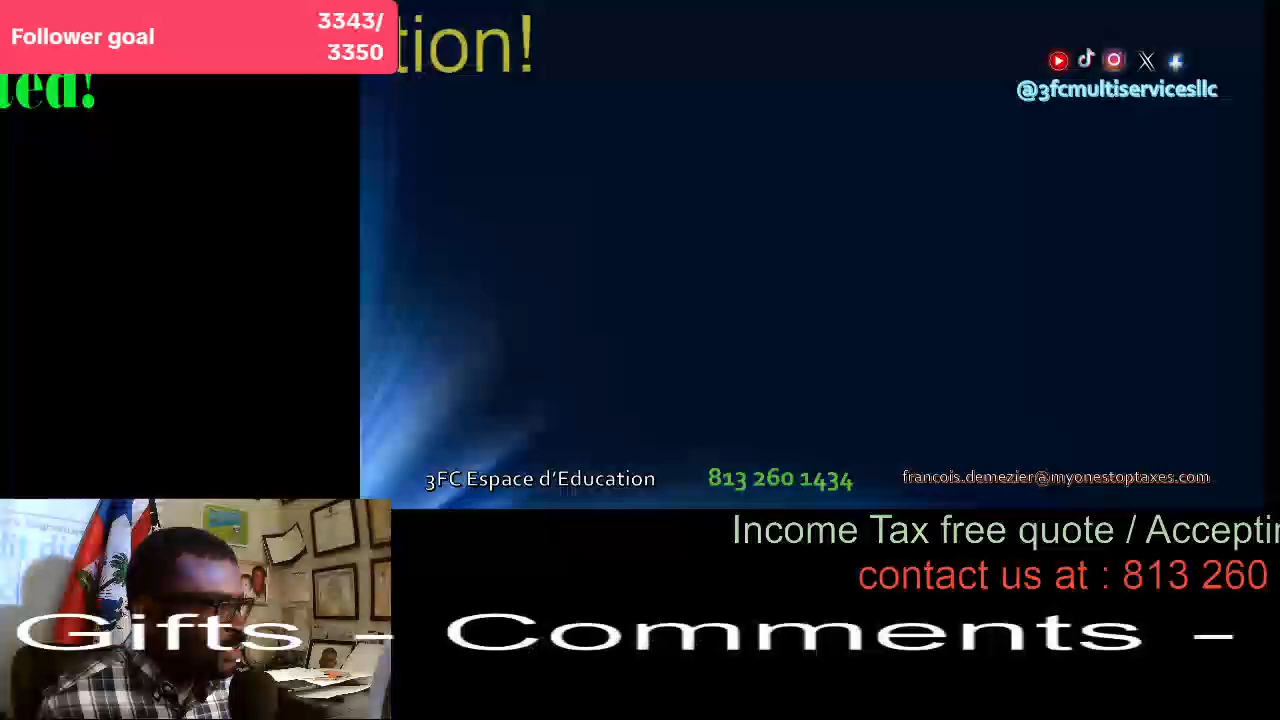 Follower goal
3343/
3350
tion!
ted!
@3fcmultiservicesllc
3FC Espace d'Education
813 260 1434
francois.demezier@myonestoptaxes.com
Income Tax free quote / Acceptin
contact us at : 813 260
Gifts - Comments -